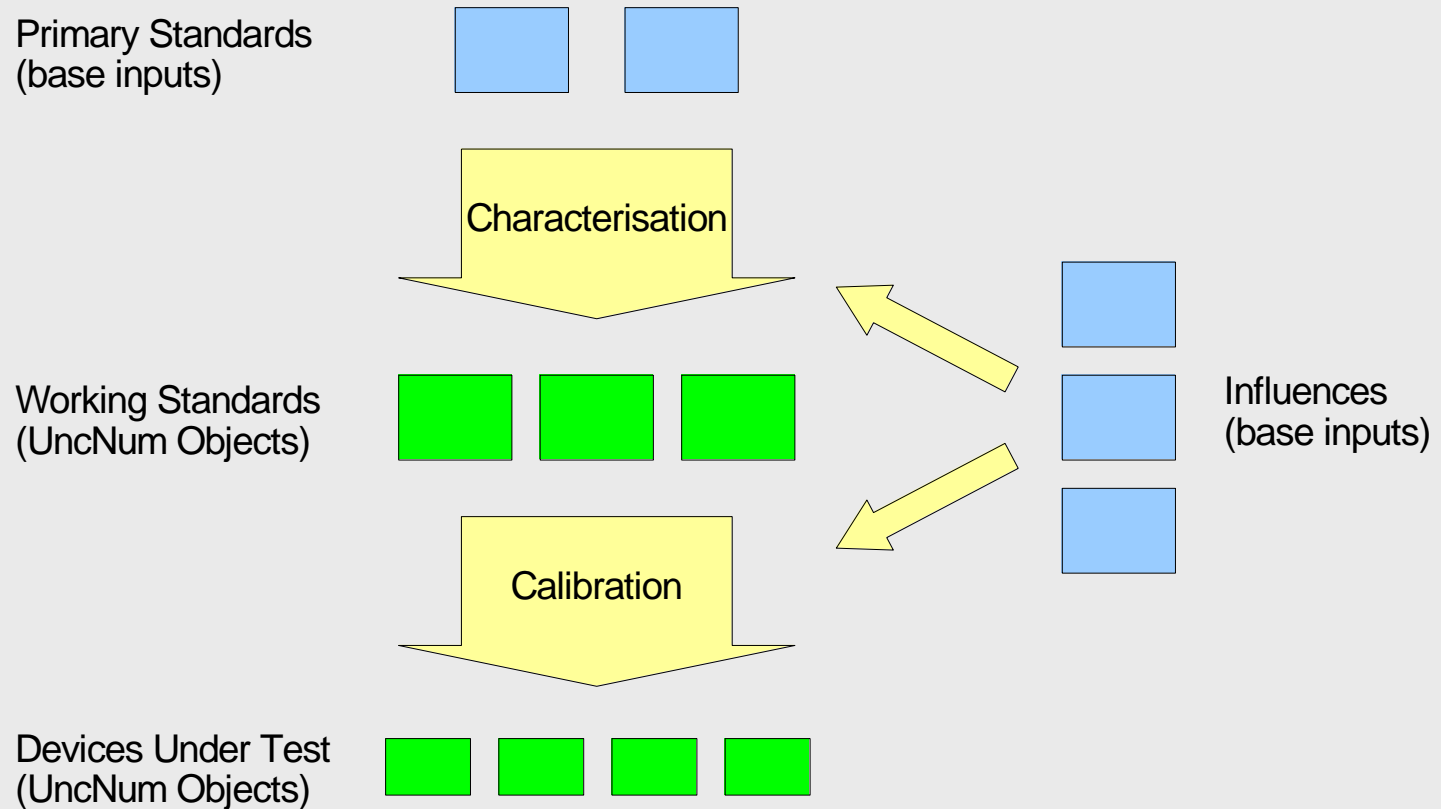 Primary Standards
(base inputs)
Characterisation
Working Standards
(UncNum Objects)
Influences
(base inputs)
Calibration
Devices Under Test
(UncNum Objects)